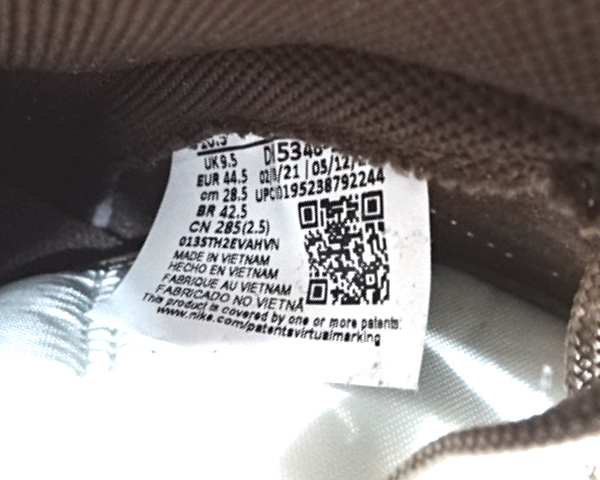 UK 9.5
EUR 44.5
cm 28.5 UPC:0195238792244
BR 42.5
CN 285(2.5)
013STH2EVAHVN
MADE IN VIETNAM
HECHO EN VIETNAM
FABRIQUE AU VIETNAM
FABRICADO NO VIETNÃ
This product is covered by one or more patents:
www.nike.com/patentsvirtualmarking